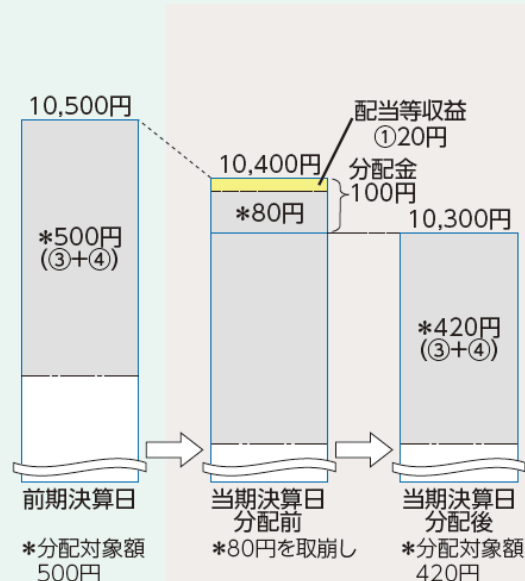 10,500円
*500円
(③+④)
前期決算日
*分配対象額
500円
配当等収益
①20円
10,400円
分配金
100円
*80円
当期決算日
分配前
*80円を取崩し
10,300円
*420円
(③+④)
当期決算日
分配後
*分配対象額
420円